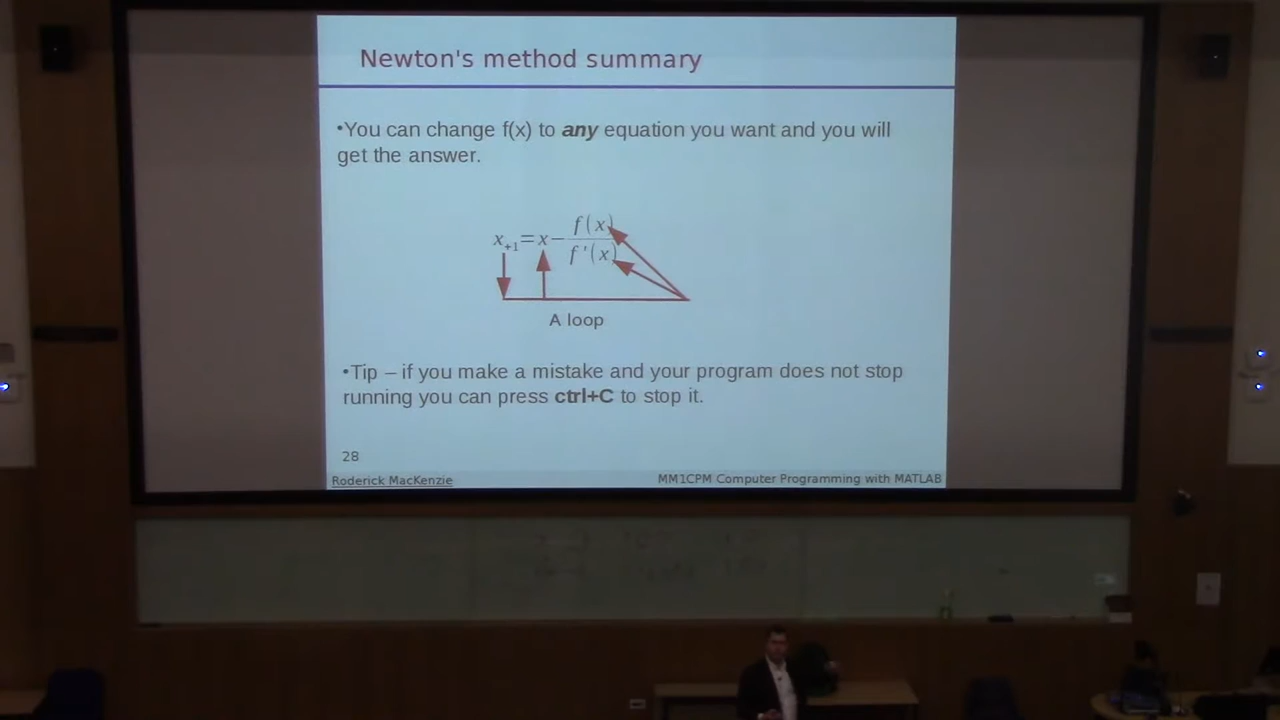 Newton's method summary
•You can change f(x) to any equation you want and you will
get the answer.
x₊₁=x−f(x)/f'(x)
A loop
•Tip – if you make a mistake and your program does not stop
running you can press ctrl+C to stop it.
28
Roderick MacKenzie
MM1CPM Computer Programming with MATLAB